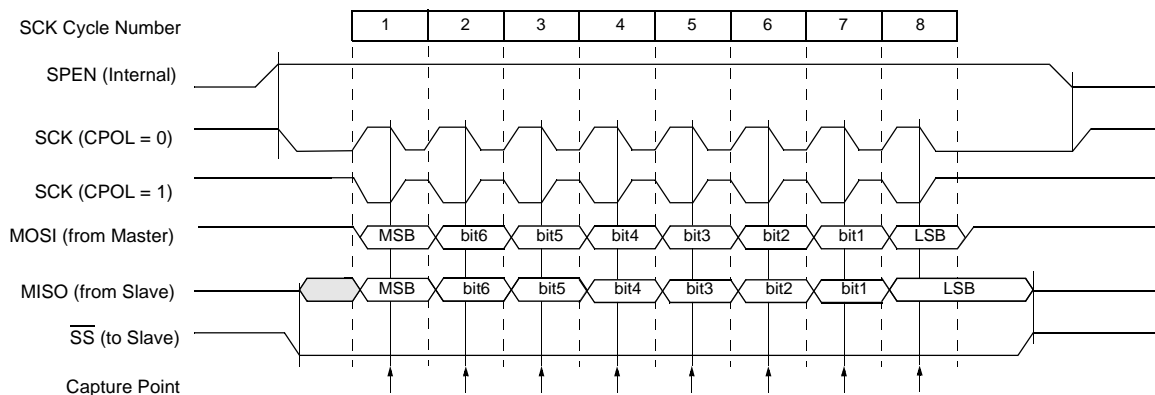 SCK Cycle Number 1 2 3 4 5 6 7 8
SPEN (Internal)
SCK (CPOL = 0)
SCK (CPOL = 1)
MOSI (from Master) MSB bit6 bit5 bit4 bit3 bit2 bit1 LSB
MISO (from Slave) MSB bit6 bit5 bit4 bit3 bit2 bit1 LSB
SS (to Slave)
Capture Point